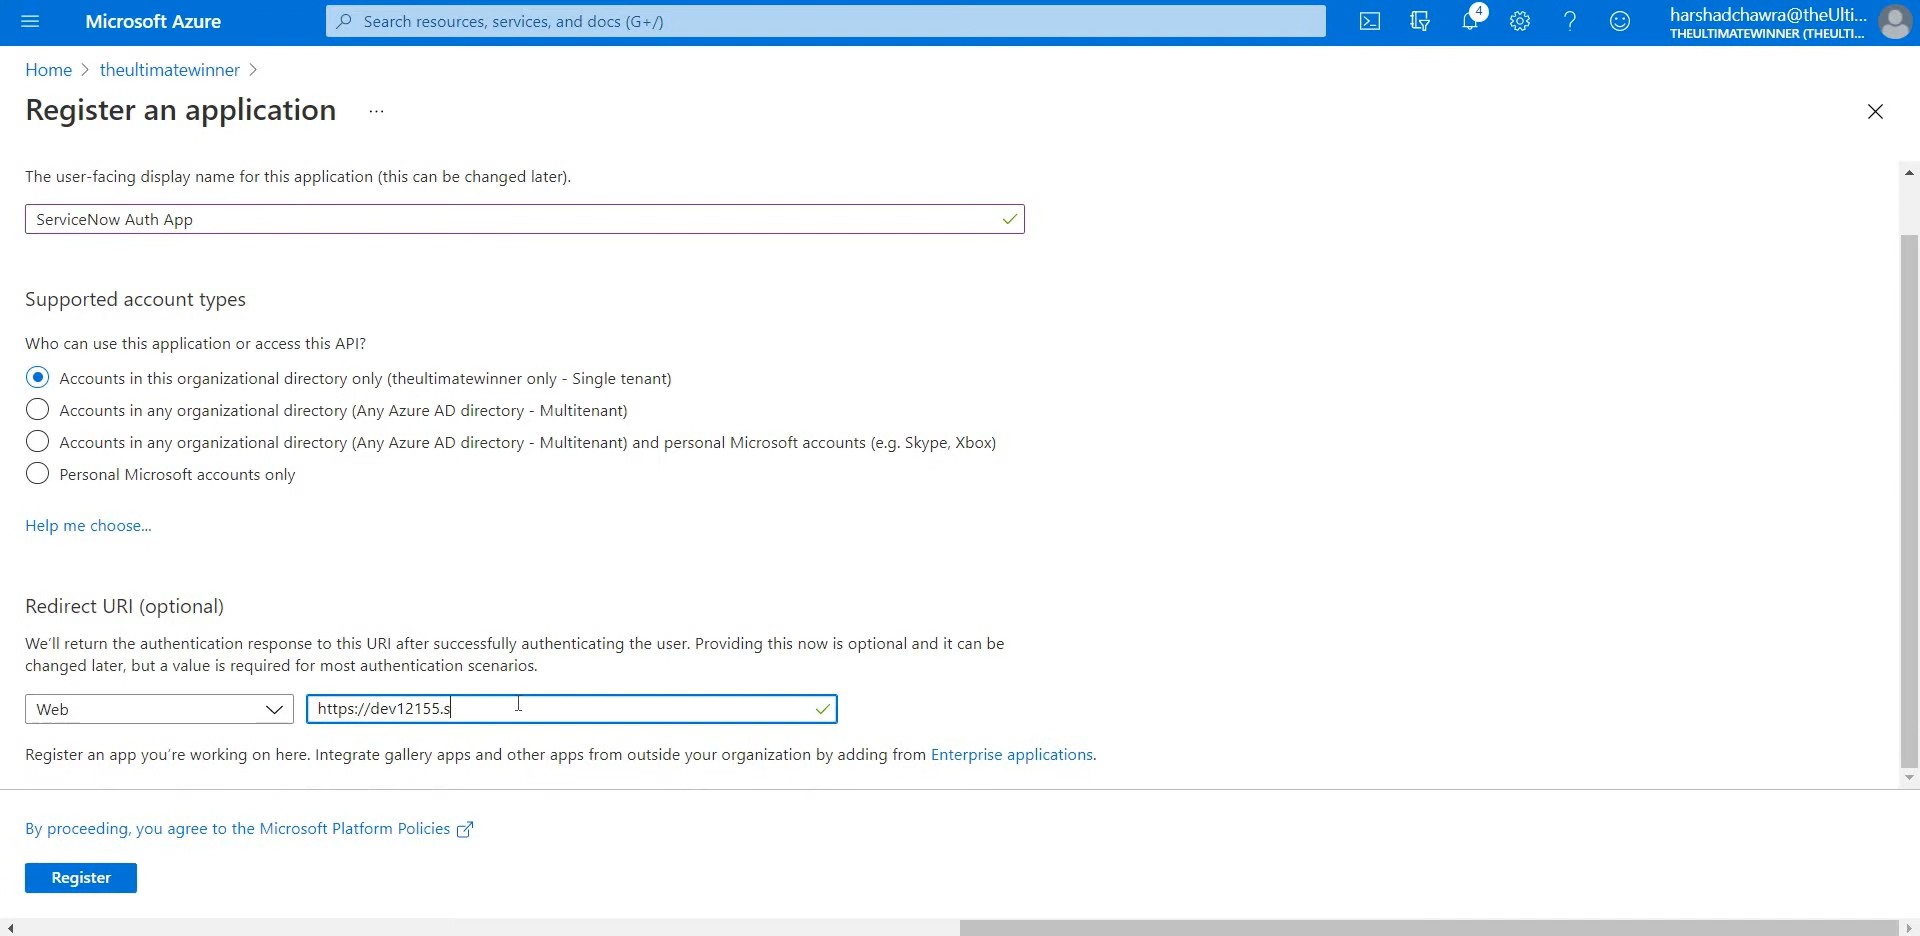 Microsoft Azure
Search resources, services, and docs (G+/)
4
harshadchawra@theUlti...
THEULTIMATEWINNER (THEULTI...
Home > theultimatewinner >
Register an application ...
The user-facing display name for this application (this can be changed later).
ServiceNow Auth App
Supported account types
Who can use this application or access this API?
Accounts in this organizational directory only (theultimatewinner only - Single tenant)
Accounts in any organizational directory (Any Azure AD directory - Multitenant)
Accounts in any organizational directory (Any Azure AD directory - Multitenant) and personal Microsoft accounts (e.g. Skype, Xbox)
Personal Microsoft accounts only
Help me choose...
Redirect URI (optional)
We'll return the authentication response to this URI after successfully authenticating the user. Providing this now is optional and it can be
changed later, but a value is required for most authentication scenarios.
Web
https://dev12155.s
Register an app you're working on here. Integrate gallery apps and other apps from outside your organization by adding from Enterprise applications.
By proceeding, you agree to the Microsoft Platform Policies
Register